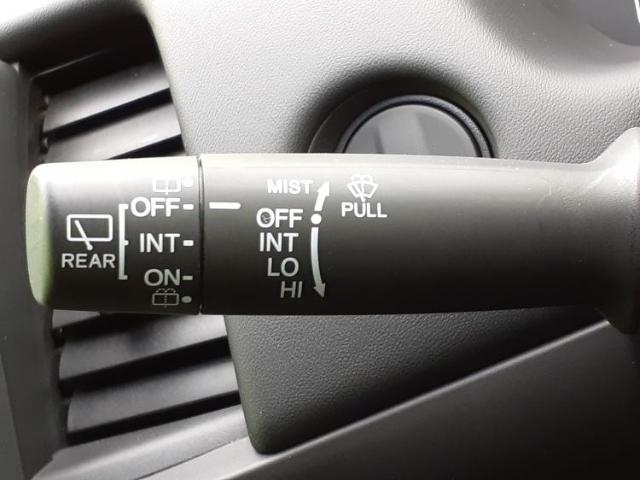 REAR
OFF
INT
ON
MIST
OFF
INT
LO
HI
PULL